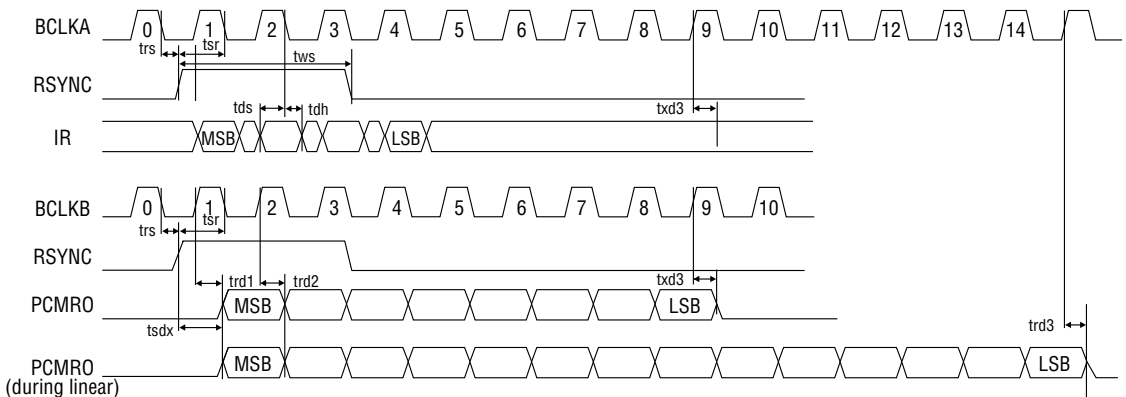 BCLKA 0 1 2 3 4 5 6 7 8 9 10 11 12 13 14
trs tsr
tws
RSYNC
tds tdh txd3
IR MSB LSB
BCLKB 0 1 2 3 4 5 6 7 8 9 10
trs tsr
RSYNC
trd1 trd2 txd3
PCMRO MSB LSB
tsdx trd3
PCMRO MSB LSB
(during linear)